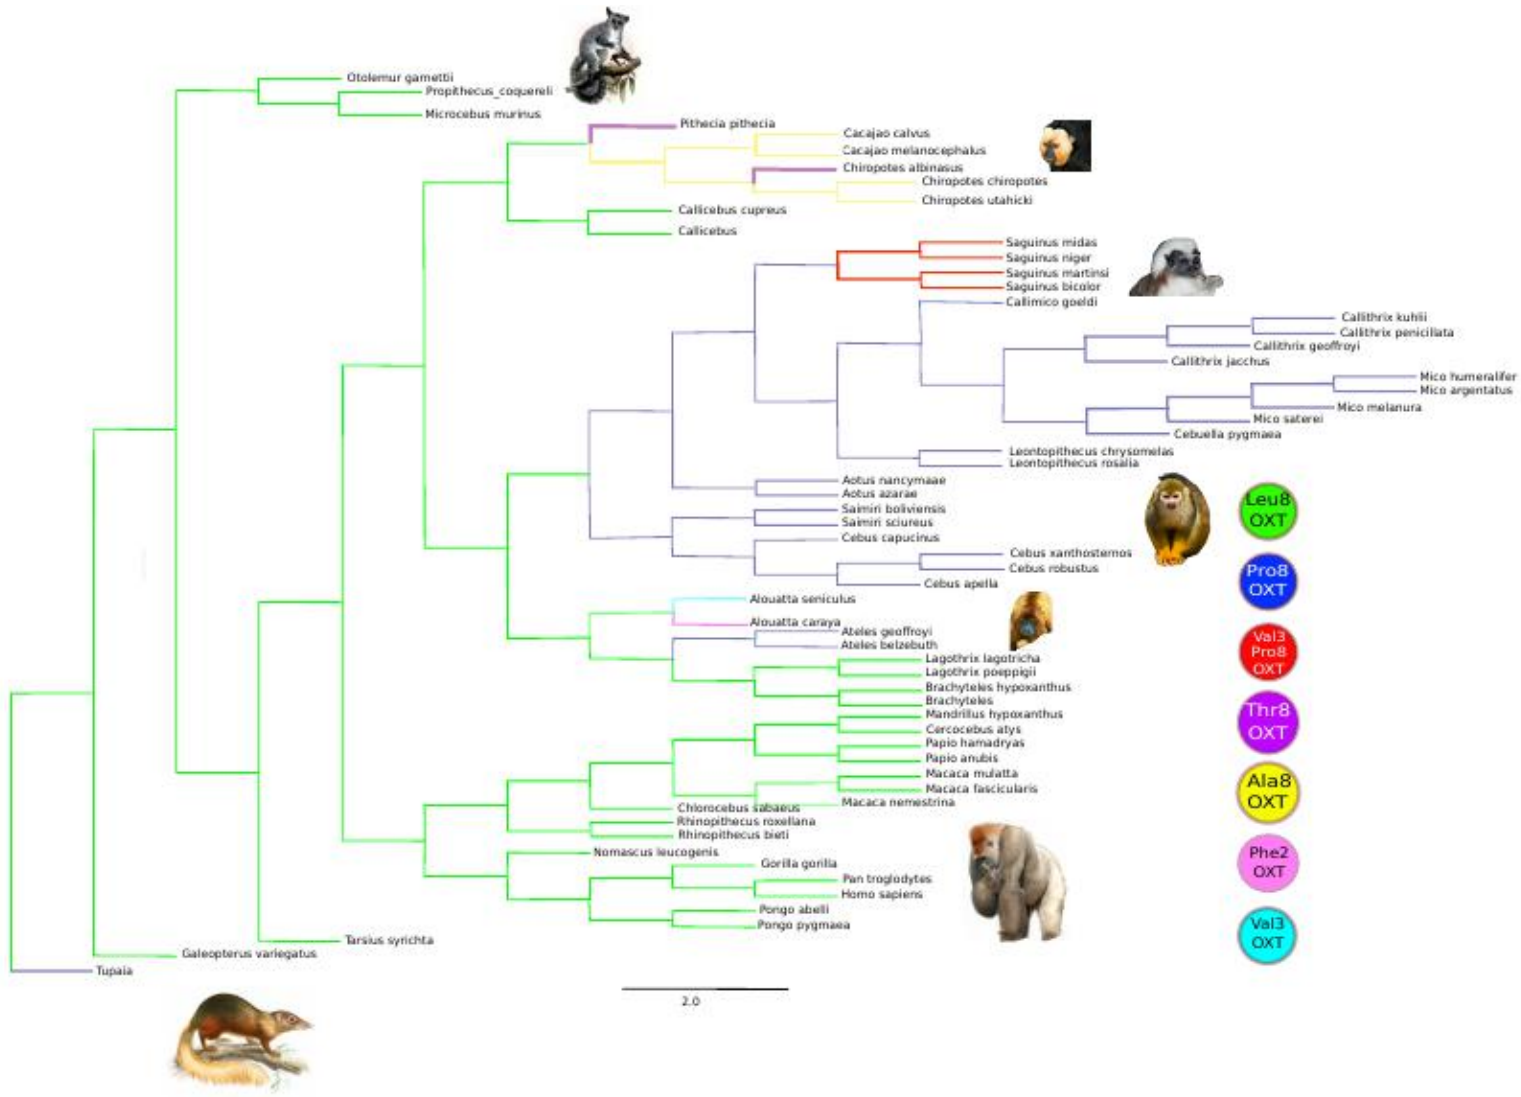 Otolemur garnettii
Propithecus_coquereli
Microcebus murinus
Pithecia pithecia
Cacajao calvus
Cacajao melanocephalus
Chiropotes albinasus
Chiropotes chiropotes
Chiropotes utahicki
Callicebus cupreus
Callicebus
Saguinus midas
Saguinus niger
Saguinus martinsi
Saguinus bicolor
Callimico goeldi
Callithrix kuhlii
Callithrix penicillata
Callithrix geoffroyi
Callithrix jacchus
Mico humeralifer
Mico argentatus
Mico melanura
Mico saterei
Cebuella pygmaea
Leontopithecus chrysomelas
Leontopithecus rosalia
Aotus nancymaae
Aotus azarae
Saimiri boliviensis
Saimiri sciureus
Cebus capucinus
Cebus xanthosternos
Cebus robustus
Cebus apella
Alouatta seniculus
Alouatta caraya
Ateles geoffroyi
Ateles belzebuth
Lagothrix lagotricha
Lagothrix poeppigii
Brachyteles hypoxanthus
Brachyteles
Mandrillus hypoxanthus
Cercocebus atys
Papio hamadryas
Papio anubis
Macaca mulatta
Macaca fascicularis
Macaca nemestrina
Chlorocebus sabaeus
Rhinopithecus roxellana
Rhinopithecus bieti
Nomascus leucogenis
Gorilla gorilla
Pan troglodytes
Homo sapiens
Pongo abelli
Pongo pygmaea
Tarsius syrichta
Galeopterus variegatus
Tupaia
2.0
Leu8
OXT
Pro8
OXT
Val3
Pro8
OXT
Thr8
OXT
Ala8
OXT
Phe2
OXT
Val3
OXT